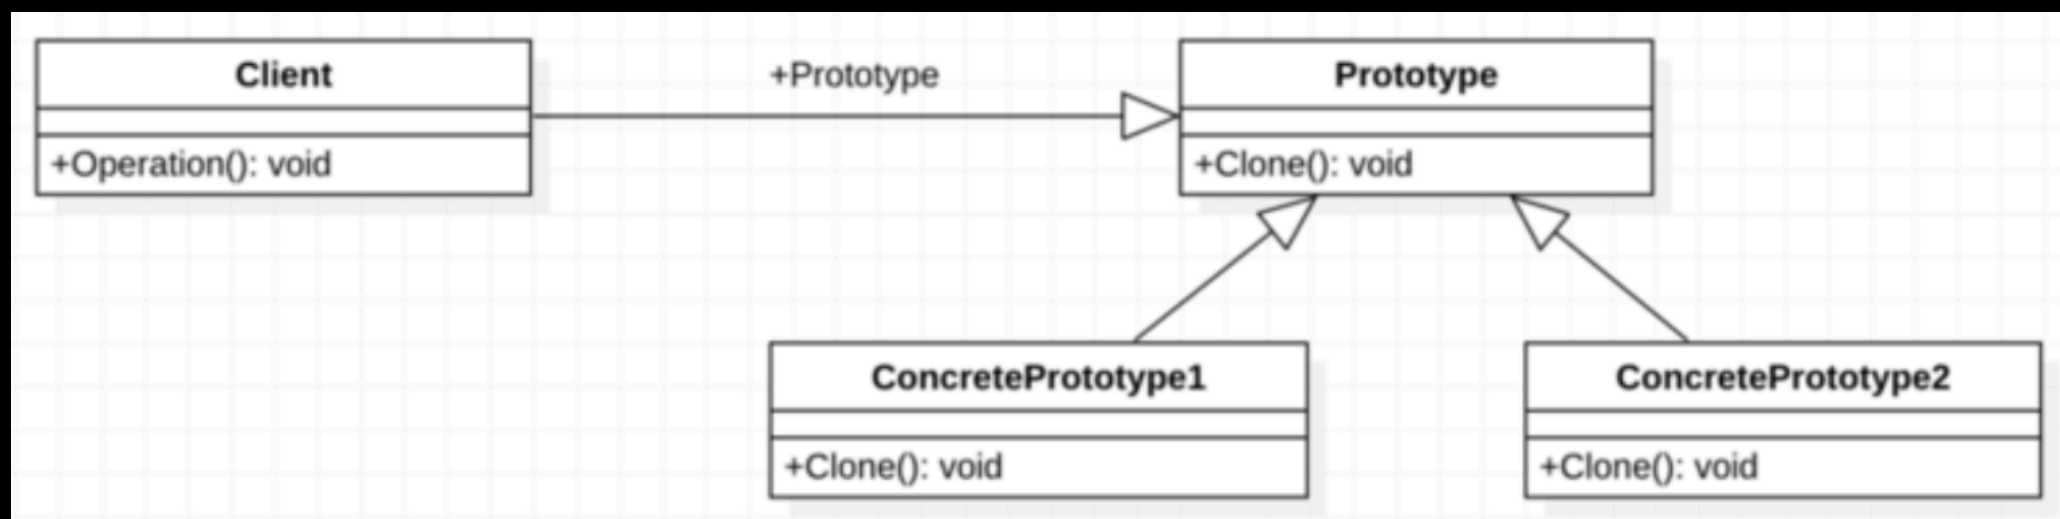 Client
+Operation(): void
+Prototype
Prototype
+Clone(): void
ConcretePrototype1
+Clone(): void
ConcretePrototype2
+Clone(): void